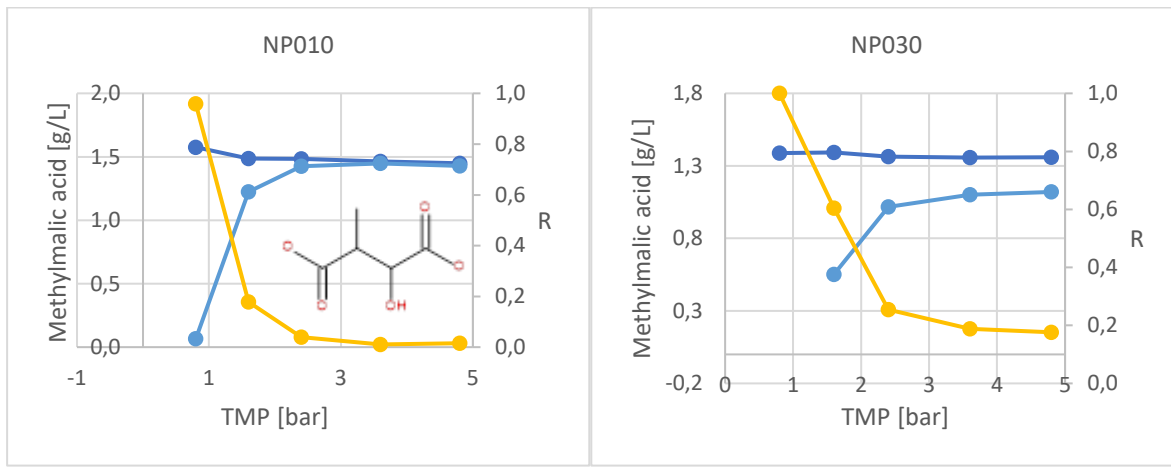 NP010
Methylmalic acid [g/L]
2,0
1,5
1,0
0,5
0,0
1,0
0,8
0,6
0,4
0,2
0,0
R
O
O
O
O
OH
-1
1
3
5
TMP [bar]
NP030
Methylmalic acid [g/L]
1,8
1,3
0,8
0,3
-0,2
1,0
0,8
0,6
0,4
0,2
0,0
R
0
1
2
3
4
5
TMP [bar]